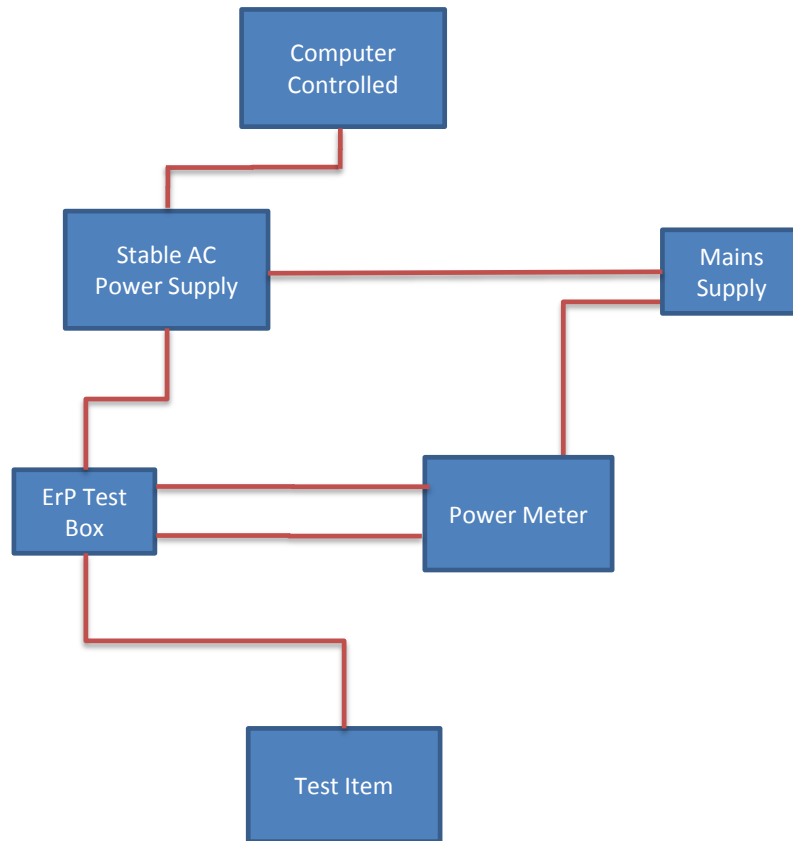 Computer
Controlled
Stable AC
Power Supply
Mains
Supply
ErP Test
Box
Power Meter
Test Item